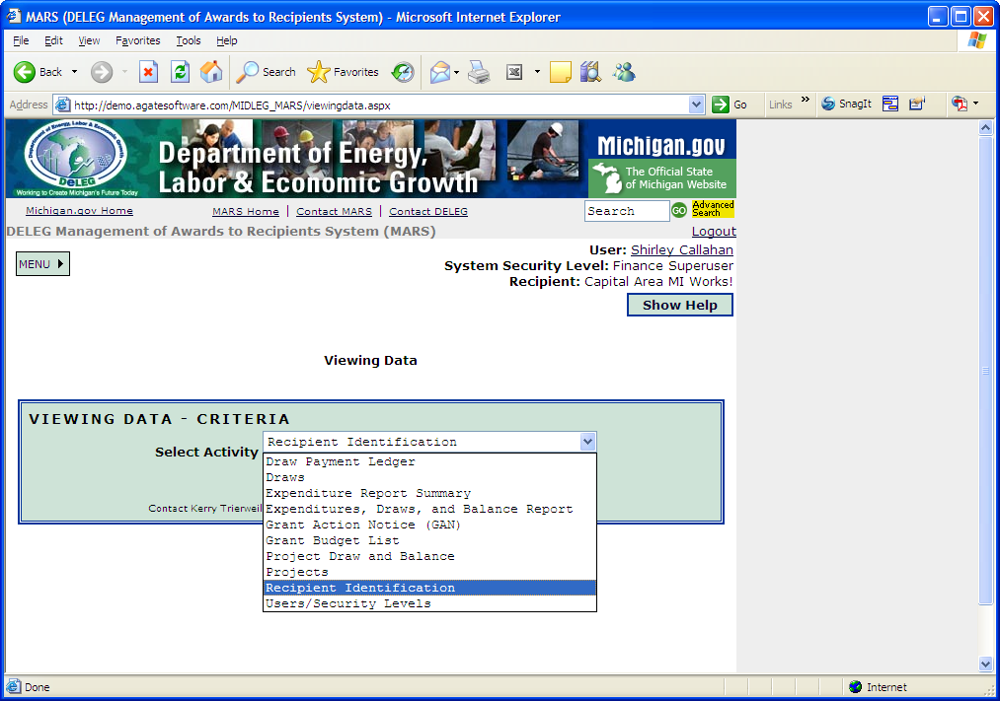 MARS (DELEG Management of Awards to Recipients System) - Microsoft Internet Explorer
File Edit View Favorites Tools Help
Back Search Favorites
Address http://demo.agatesoftware.com/MIDLEG_MARS/viewingdata.aspx Go Links » SnagIt
Dept. of Energy, Labor & Economic Growth
DeLEG
Working to Create Michigan's Future Today
Department of Energy,
Labor & Economic Growth
Michigan.gov
The Official State
of Michigan Website
Michigan.gov Home MARS Home | Contact MARS | Contact DELEG Search GO Advanced Search
DELEG Management of Awards to Recipients System (MARS) Logout
User: Shirley Callahan
MENU
System Security Level: Finance Superuser
Recipient: Capital Area MI Works!
Show Help
Viewing Data
VIEWING DATA - CRITERIA
Select Activity Recipient Identification
Draw Payment Ledger
Draws
Expenditure Report Summary
Contact Kerry Trierweil
Expenditures, Draws, and Balance Report
Grant Action Notice (GAN)
Grant Budget List
Project Draw and Balance
Projects
Recipient Identification
Users/Security Levels
Done Internet